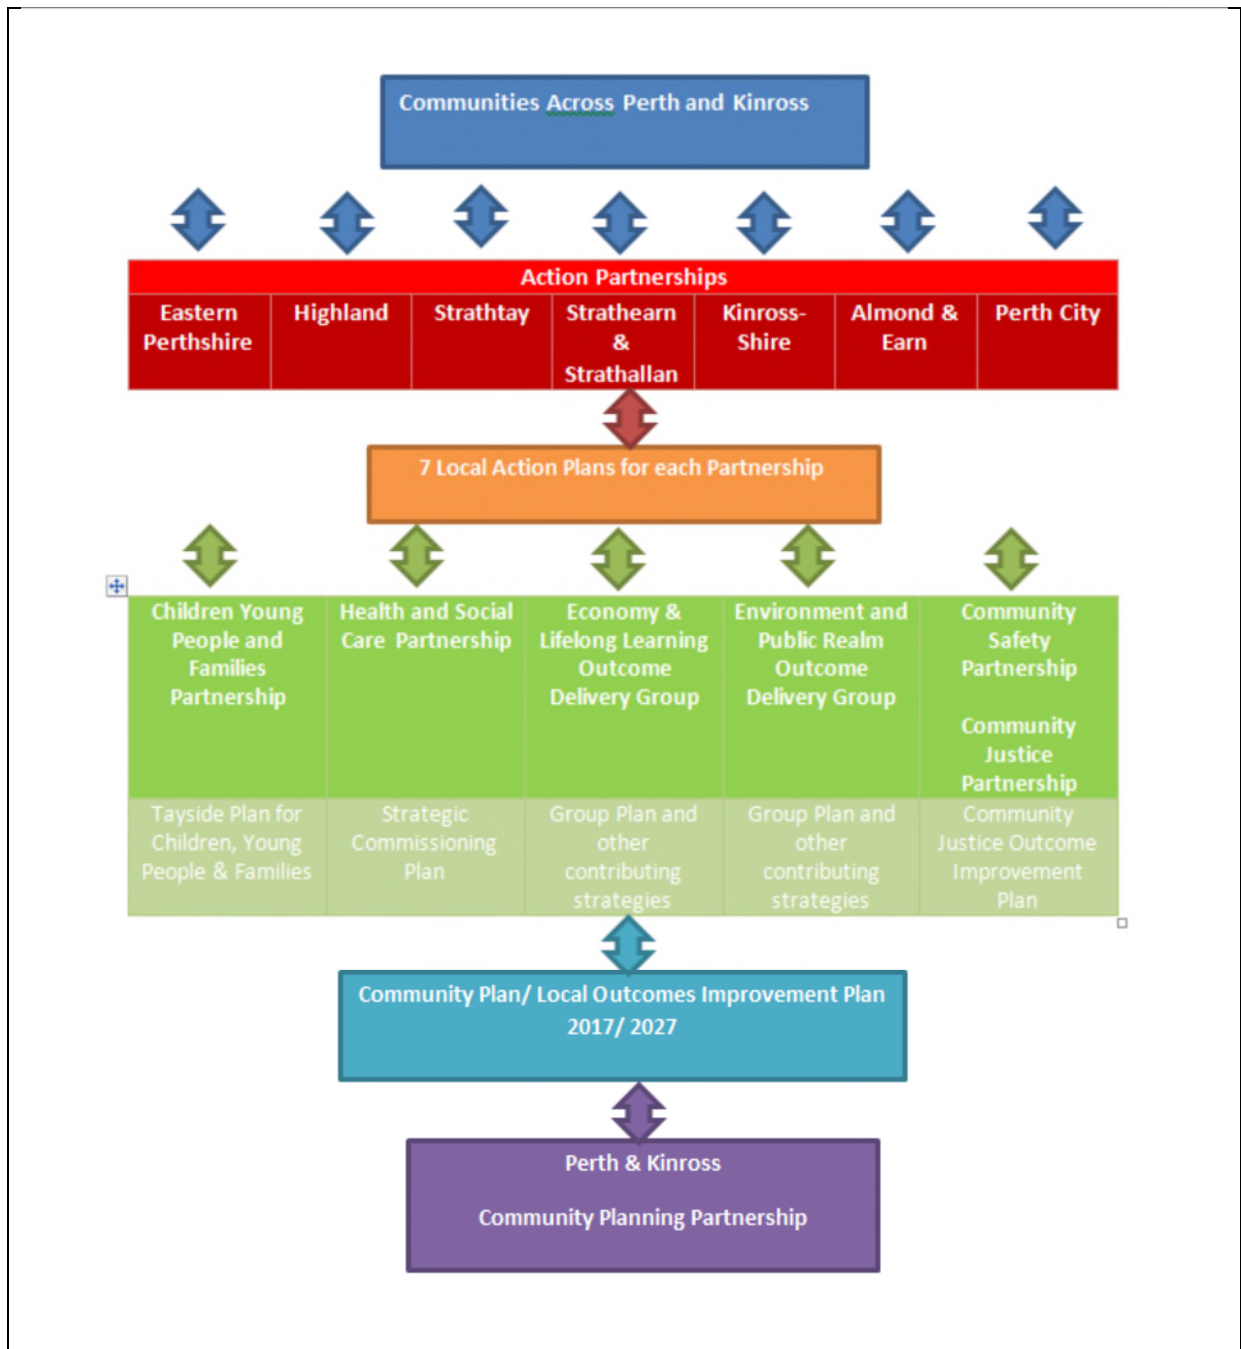 Communities Across Perth and Kinross
Action Partnerships
Eastern
Perthshire
Highland
Strathtay
Strathearn
&
Strathallan
Kinross-
Shire
Almond &
Earn
Perth City
7 Local Action Plans for each Partnership
Children Young
People and
Families
Partnership
Health and Social
Care Partnership
Economy &
Lifelong Learning
Outcome
Delivery Group
Environment and
Public Realm
Outcome
Delivery Group
Community
Safety
Partnership
Community
Justice
Partnership
Tayside Plan for
Children, Young
People & Families
Strategic
Commissioning
Plan
Group Plan and
other
contributing
strategies
Group Plan and
other
contributing
strategies
Community
Justice Outcome
Improvement
Plan
Community Plan/ Local Outcomes Improvement Plan
2017/ 2027
Perth & Kinross
Community Planning Partnership